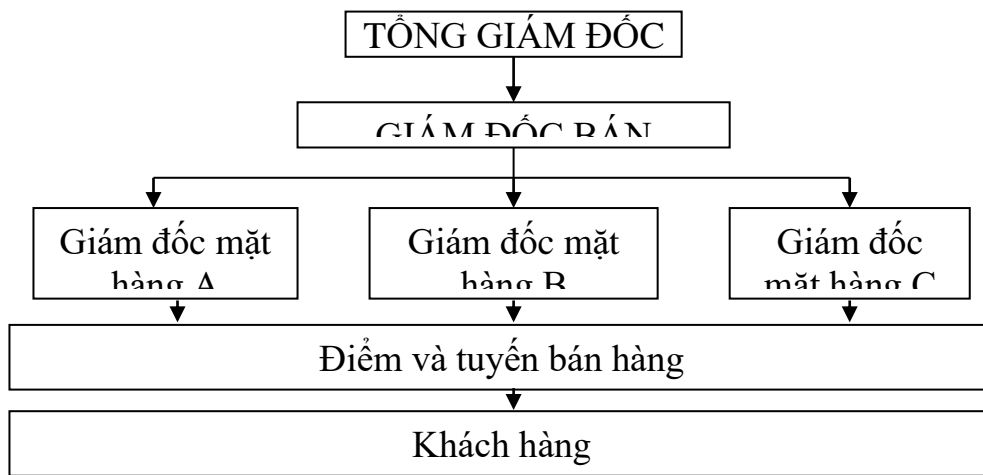 TỔNG GIÁM ĐỐC
GIÁM ĐỐC BÁN
Giám đốc mặt
hàng A
Giám đốc mặt
hàng B
Giám đốc
mặt hàng C
Điểm và tuyến bán hàng
Khách hàng